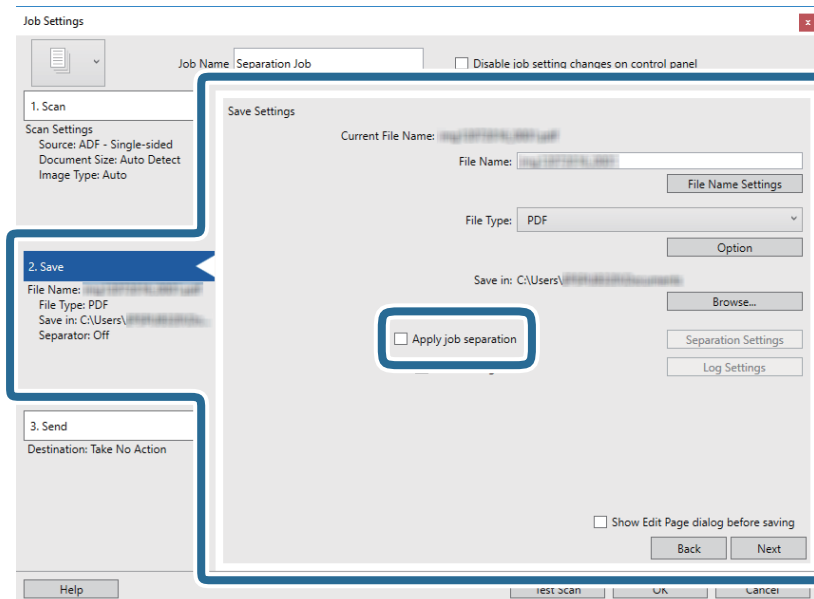 Job Settings
Job Name Separation Job
Disable job setting changes on control panel
1. Scan
Scan Settings
Source: ADF - Single-sided
Document Size: Auto Detect
Image Type: Auto
2. Save
File Name:
File Type: PDF
Save in: C:\Users\
Separator: Off
3. Send
Destination: Take No Action
Save Settings
Current File Name:
File Name:
File Name Settings
File Type: PDF
Option
Save in: C:\Users\
Browse...
Apply job separation
Separation Settings
Log Settings
Show Edit Page dialog before saving
Back
Next
Help
Test Scan
OK
Cancel